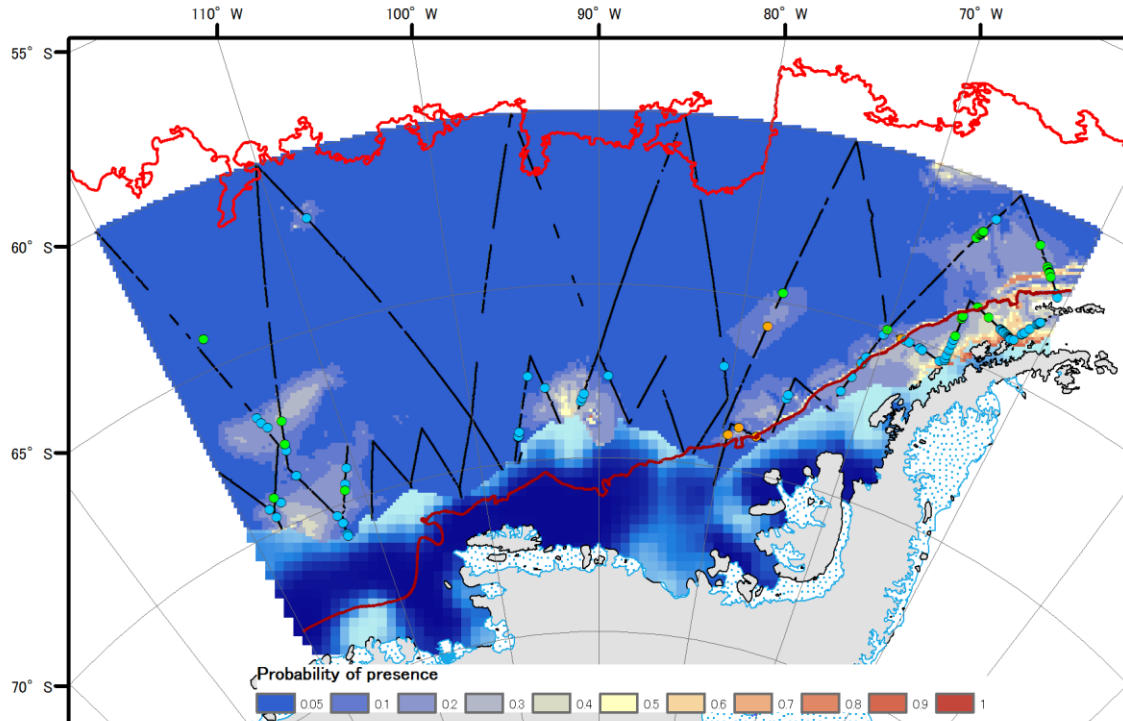 110° W 100° W 90° W 80° W 70° W
55° S
60° S
65° S
70° S
Probability of presence
0.05 0.1 0.2 0.3 0.4 0.5 0.6 0.7 0.8 0.9 1